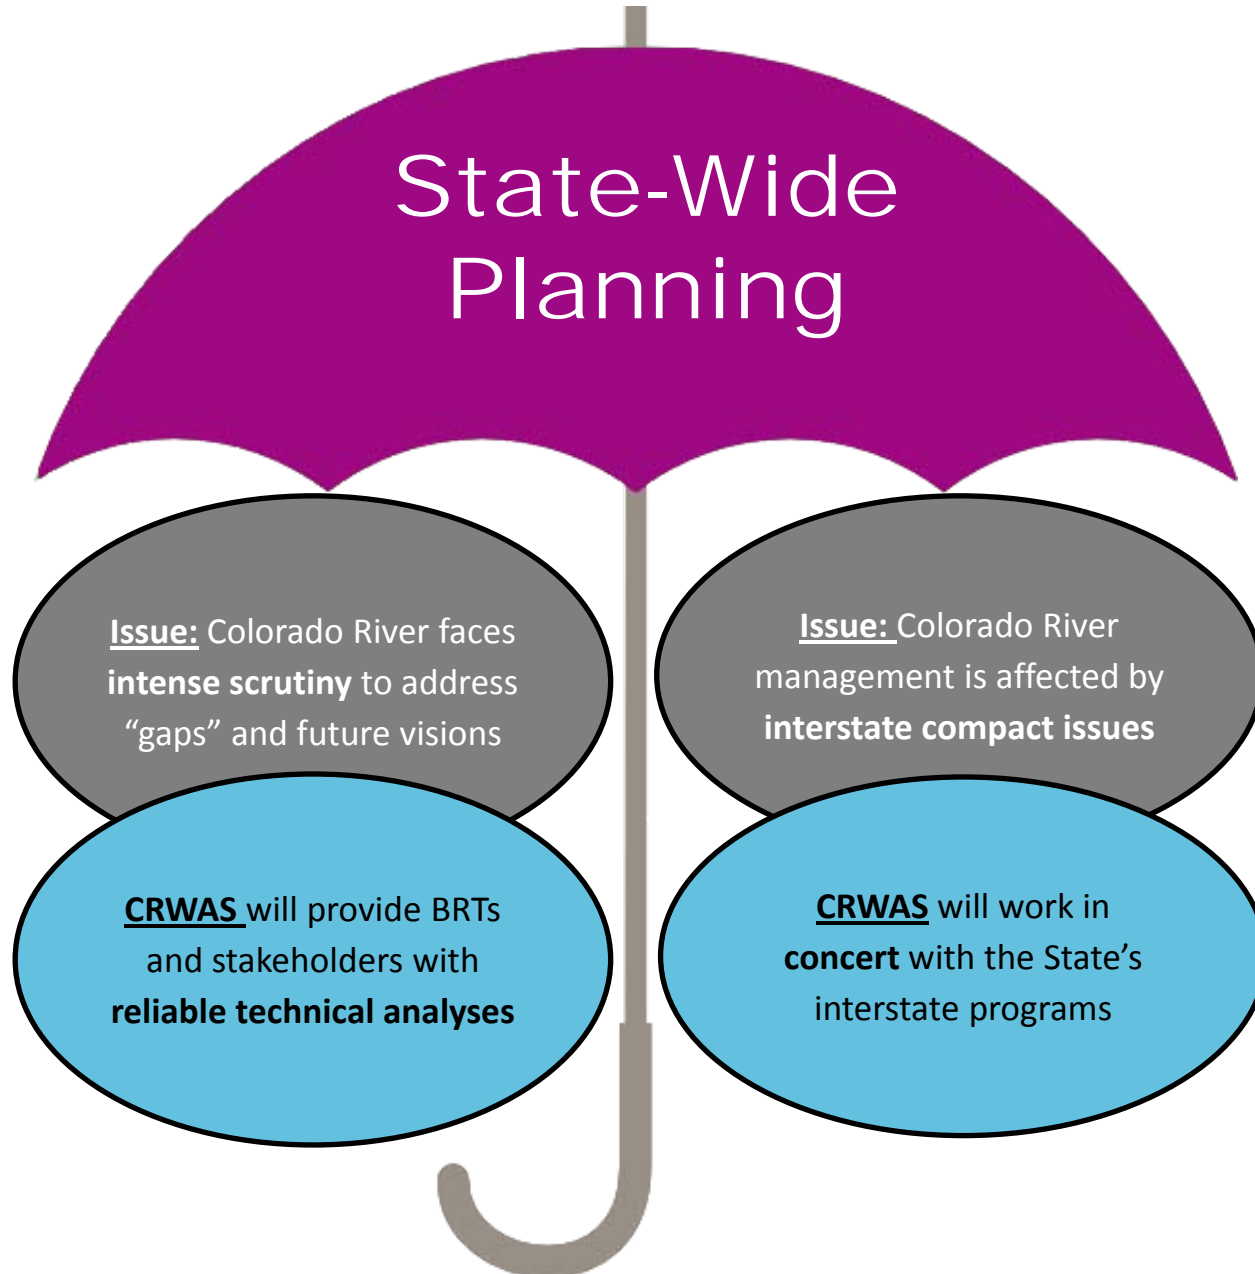 State-Wide
Planning
Issue: Colorado River faces
intense scrutiny to address
“gaps” and future visions
Issue: Colorado River
management is affected by
interstate compact issues
CRWAS will provide BRTs
and stakeholders with
reliable technical analyses
CRWAS will work in
concert with the State’s
interstate programs